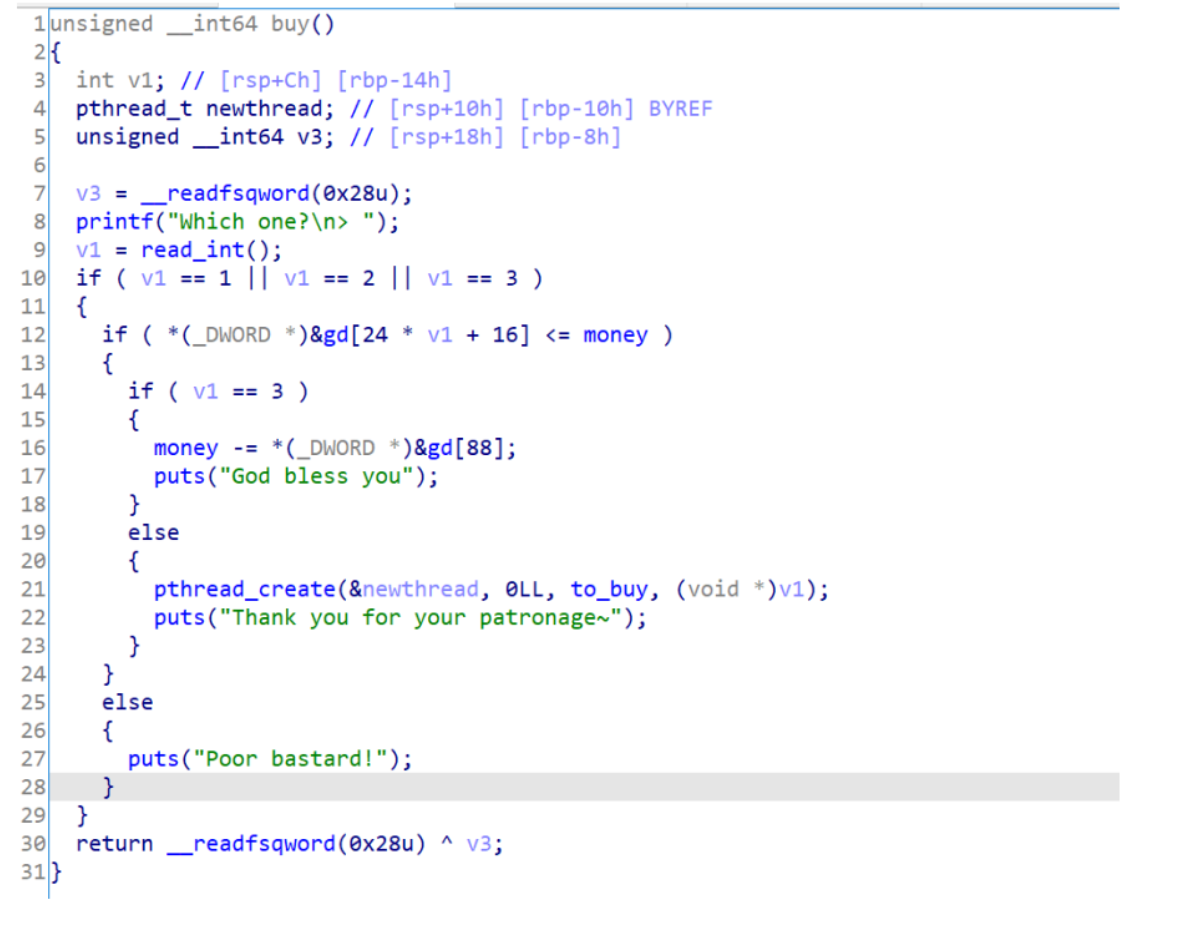 1 unsigned __int64 buy()
2 {
3   int v1; // [rsp+Ch] [rbp-14h]
4   pthread_t newthread; // [rsp+10h] [rbp-10h] BYREF
5   unsigned __int64 v3; // [rsp+18h] [rbp-8h]
6
7   v3 = __readfsqword(0x28u);
8   printf("Which one?\n> ");
9   v1 = read_int();
10   if ( v1 == 1 || v1 == 2 || v1 == 3 )
11   {
12     if ( *(_DWORD *)&gd[24 * v1 + 16] <= money )
13     {
14       if ( v1 == 3 )
15       {
16         money -= *(_DWORD *)&gd[88];
17         puts("God bless you");
18       }
19       else
20       {
21         pthread_create(&newthread, 0LL, to_buy, (void *)v1);
22         puts("Thank you for your patronage~");
23       }
24     }
25     else
26     {
27       puts("Poor bastard!");
28     }
29   }
30   return __readfsqword(0x28u) ^ v3;
31 }